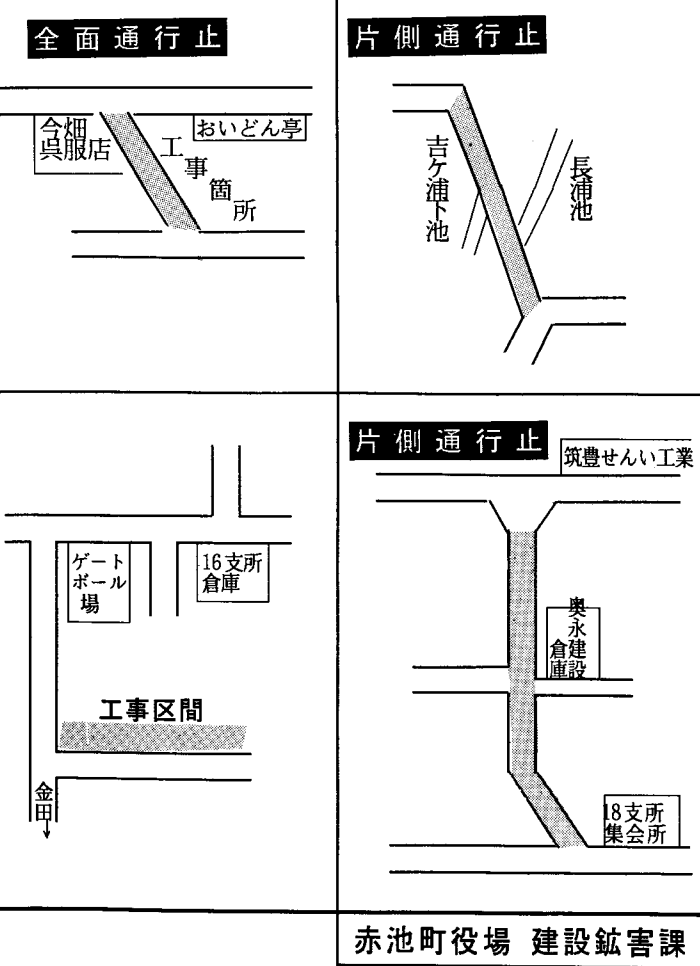 全面通行止
今畑
呉服店
おいどん亭
工事箇所
片側通行止
吉ケ浦下池
長浦池
ゲート
ボール
場
16支所
倉庫
工事区間
金田
片側通行止
筑豊せんい工業
奥永建設
倉庫
18支所
集会所
赤池町役場 建設鉱害課